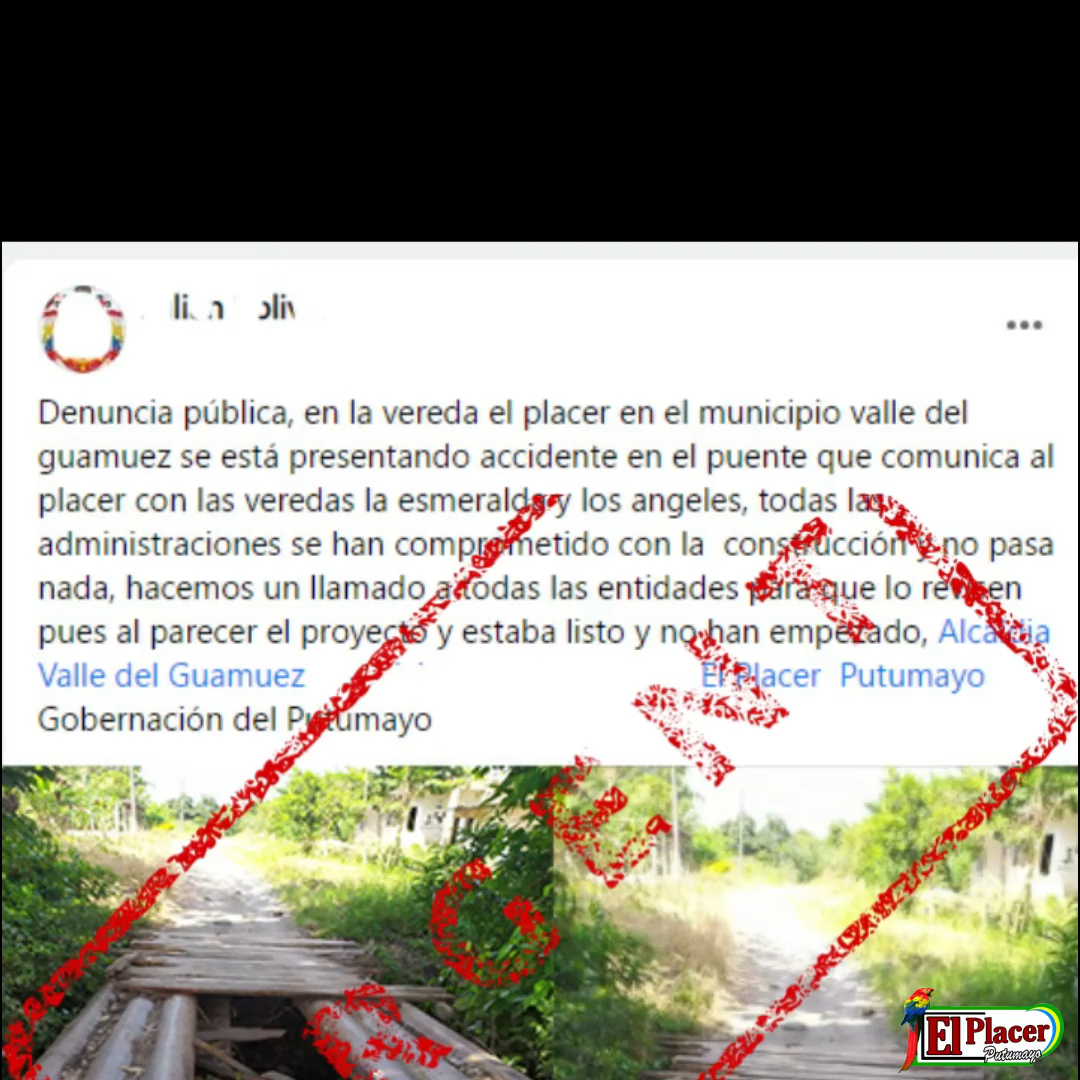 Denuncia pública, en la vereda el placer en el municipio valle del
guamuez se está presentando accidente en el puente que comunica al
placer con las veredas la esmeralda y los angeles, todas las
administraciones se han comprometido con la construcción y no pasa
nada, hacemos un llamado a todas las entidades para que lo revisen
pues al parecer el proyecto y estaba listo y no han empezado, Alcaldia
Valle del Guamuez El Placer Putumayo
Gobernación del Putumayo
El Placer
Putumayo